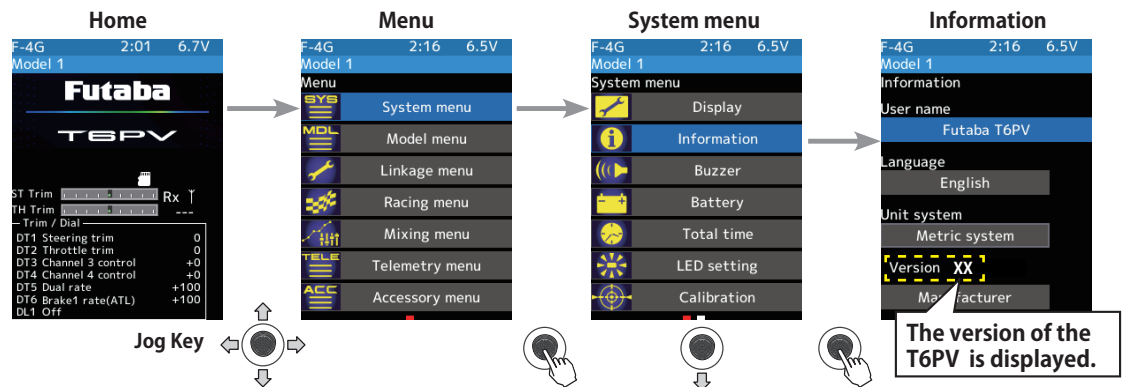 Home
F-4G 2:01 6.7V
Model 1
Futaba
T6PV
ST Trim Rx
TH Trim ---
Trim / Dial
DT1 Steering trim 0
DT2 Throttle trim 0
DT3 Channel 3 control +0
DT4 Channel 4 control +0
DT5 Dual rate +100
DT6 Brake1 rate(ATL) +100
DL1 Off
Jog Key
Menu
F-4G 2:16 6.5V
Model 1
Menu
SYS System menu
MDL Model menu
Linkage menu
Racing menu
Mixing menu
TELE Telemetry menu
ACC Accessory menu
System menu
F-4G 2:16 6.5V
Model 1
System menu
Display
Information
Buzzer
Battery
Total time
LED setting
Calibration
Information
F-4G 2:16 6.5V
Model 1
Information
User name
Futaba T6PV
Language
English
Unit system
Metric system
Version XX
Ma facturer
The version of the
T6PV is displayed.